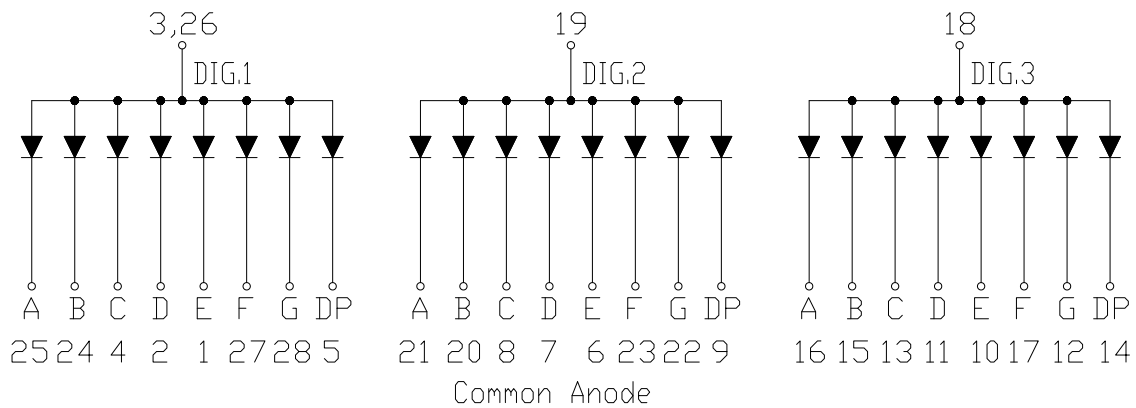 3,26 19 18
DIG.1 DIG.2 DIG.3
A B C D E F G DP A B C D E F G DP A B C D E F G DP
25 24 4 2 1 27 28 5 21 20 8 7 6 23 22 9 16 15 13 11 10 17 12 14
Common Anode